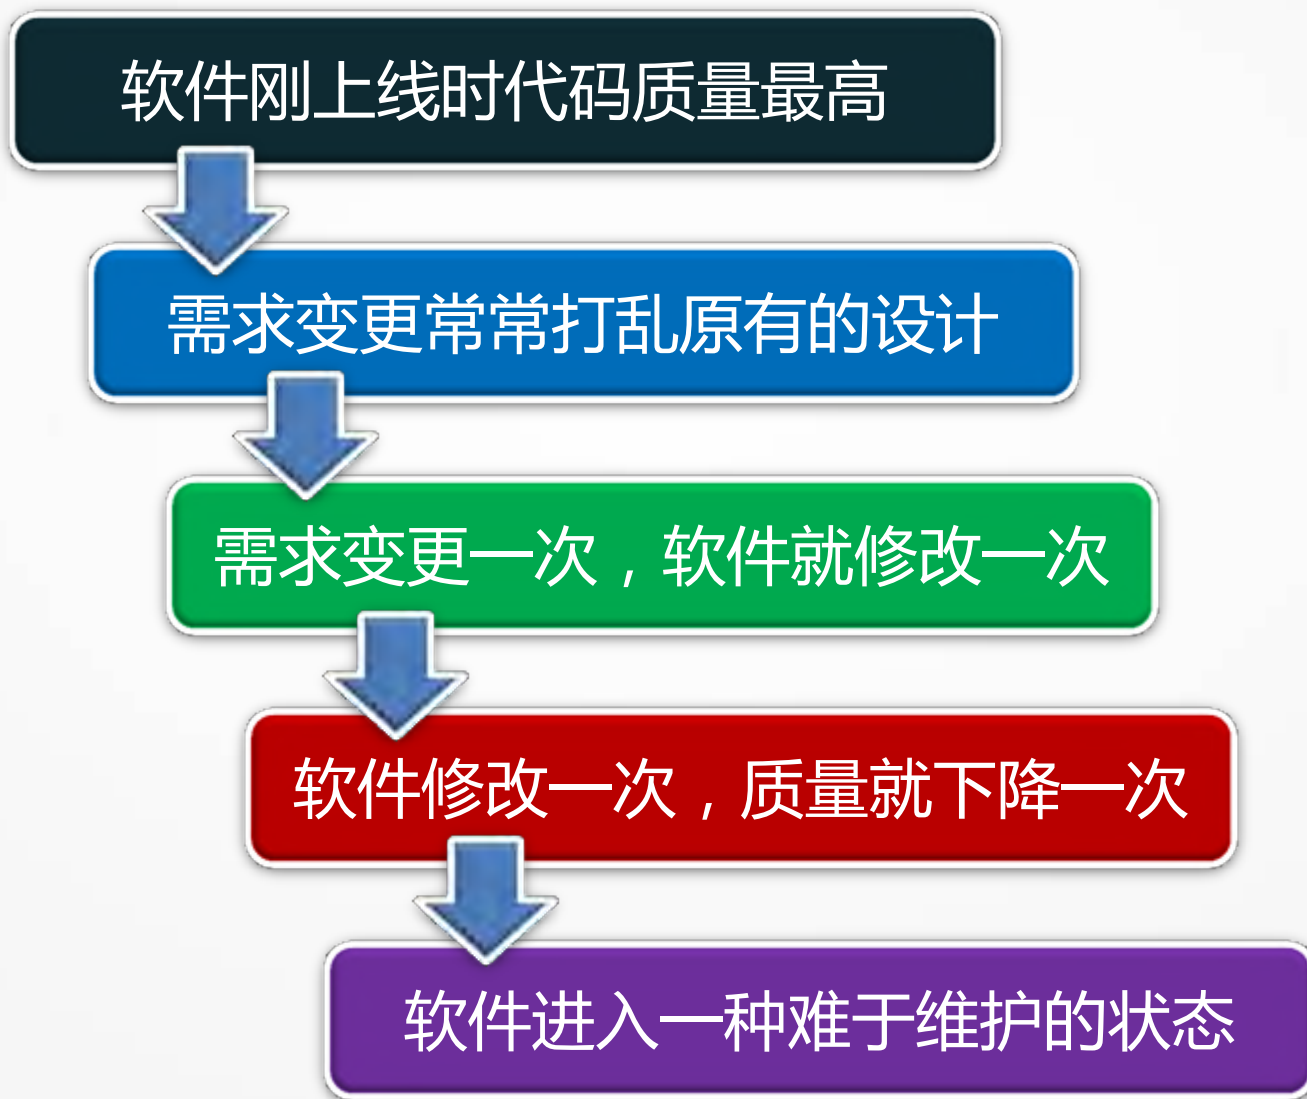 软件刚上线时代码质量最高
需求变更常常打乱原有的设计
需求变更一次，软件就修改一次
软件修改一次，质量就下降一次
软件进入一种难于维护的状态